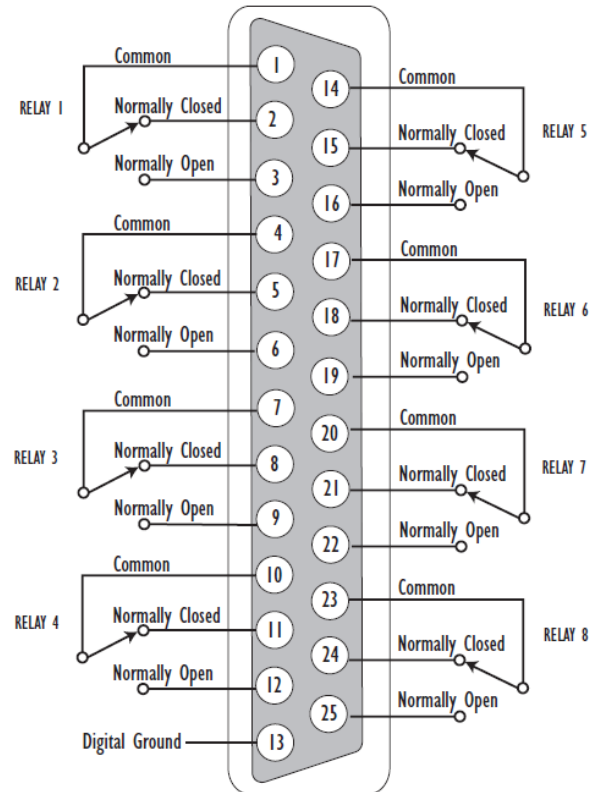 Common
1
RELAY 1
Normally Closed
2
Normally Open
3
Common
4
RELAY 2
Normally Closed
5
Normally Open
6
Common
7
RELAY 3
Normally Closed
8
Normally Open
9
Common
10
RELAY 4
Normally Closed
11
Normally Open
12
Digital Ground
13
14
Common
15
Normally Closed
RELAY 5
16
Normally Open
17
Common
18
Normally Closed
RELAY 6
19
Normally Open
20
Common
21
Normally Closed
RELAY 7
22
Normally Open
23
Common
24
Normally Closed
RELAY 8
25
Normally Open